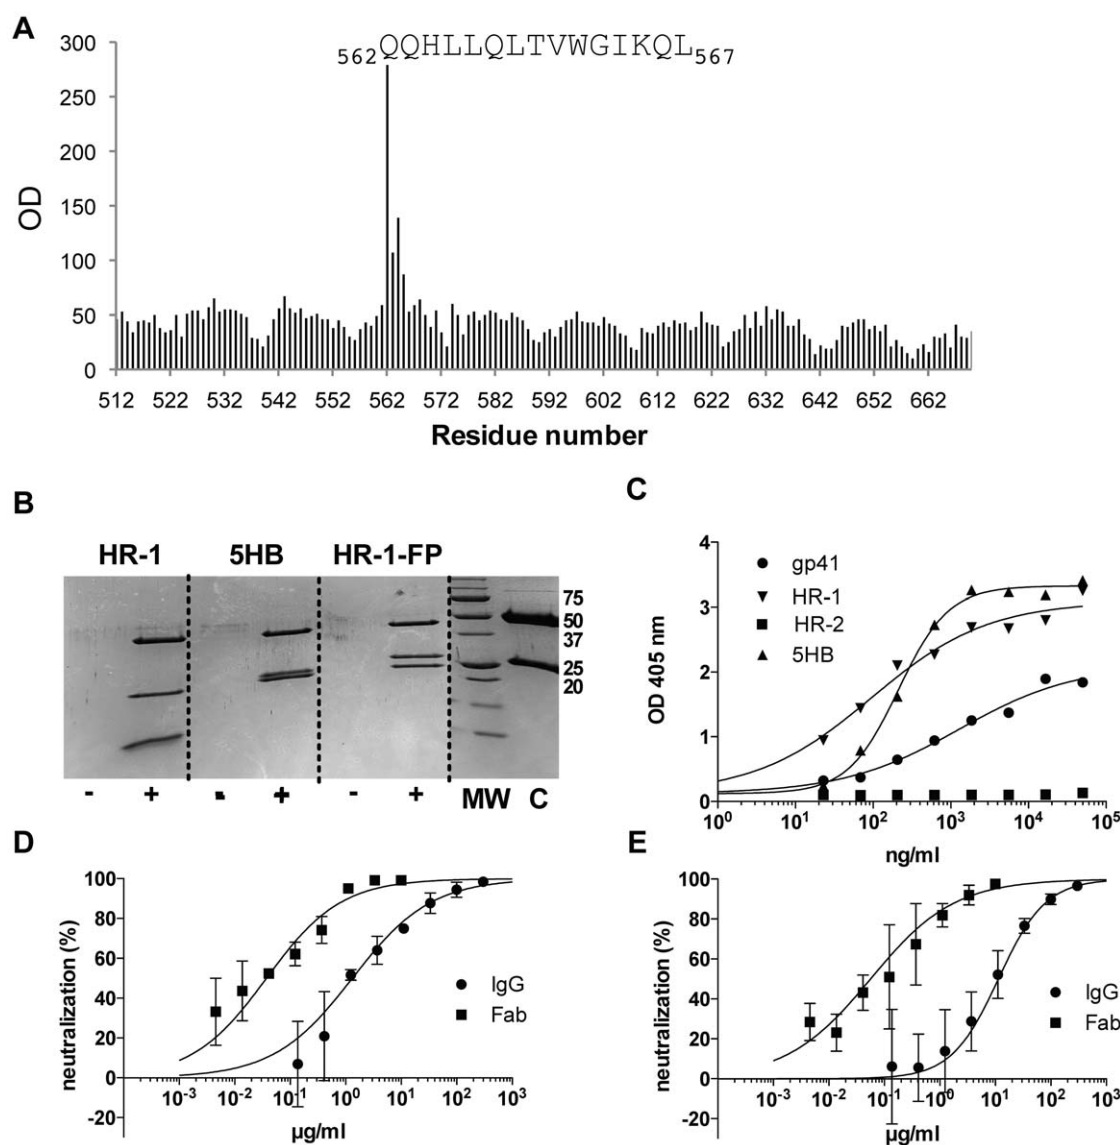 A
300
250
200
150
100
50
0
OD
562QQHLLQLTVWGIKQL567
512 522 532 542 552 562 572 582 592 602 612 622 632 642 652 662
Residue number
B
HR-1 5HB HR-1-FP
75
50
37
25
20
- + - + - + MW C
C
4
3
2
1
0
OD 405 nm
gp41
HR-1
HR-2
5HB
10^0 10^1 10^2 10^3 10^4 10^5
ng/ml
D
100
80
60
40
20
0
-20
neutralization (%)
IgG
Fab
10^-3 10^-2 10^-1 10^0 10^1 10^2 10^3
µg/ml
E
100
80
60
40
20
0
-20
neutralization (%)
IgG
Fab
10^-3 10^-2 10^-1 10^0 10^1 10^2 10^3
µg/ml